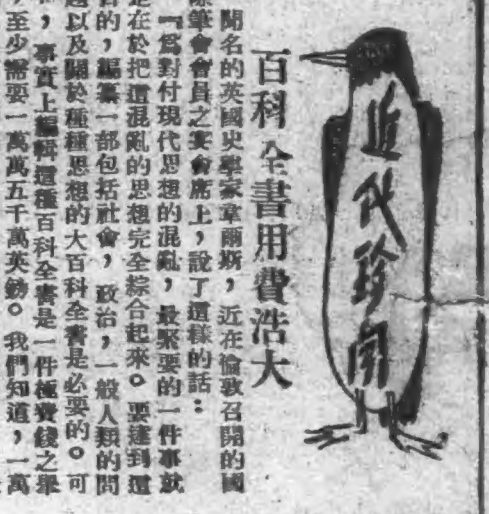 近代珍聞
百科全書用費浩大
聞名的英國史學家韋爾斯，近在倫敦召開的國
際筆會會員之宴會席上，說了這樣的話：
『爲對付現代思想的混亂，最緊要的一件事就
是在於把這混亂的思想完全綜合起來。要達到這
目的，編纂一部包括社會，政治，一般人類的問
題以及關於種種思想的大百科全書是必要的。可
，事實上編輯這種百科全書是一件極費錢之舉
，至少需要一萬萬五千萬英鎊。我們知道，一萬